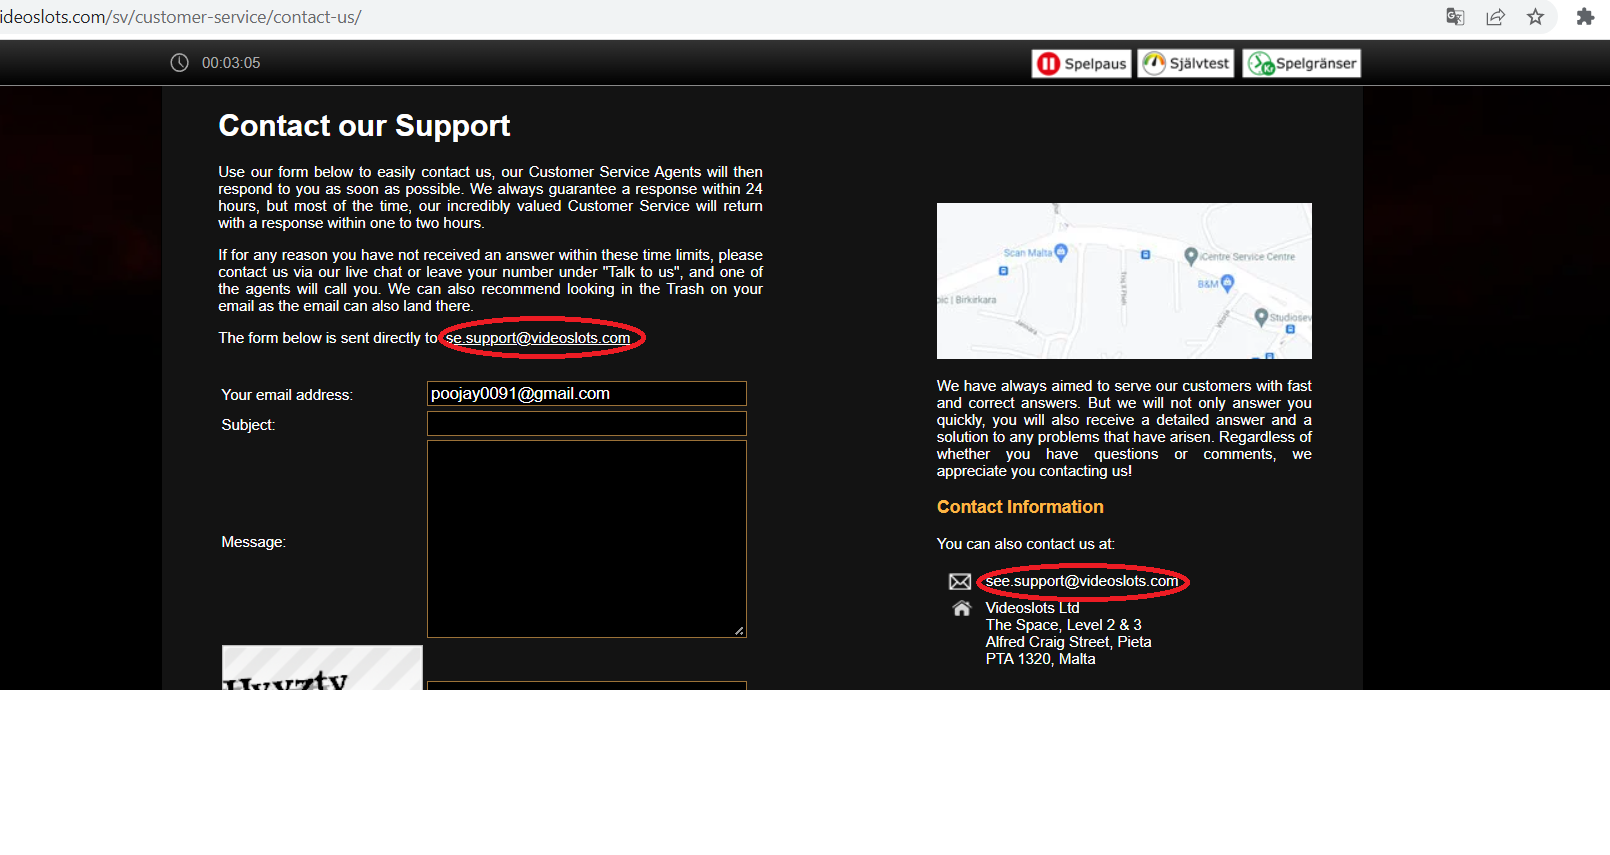 ideoslots.com/sv/customer-service/contact-us/
00:03:05
Spelpaus
Självtest
Spelgränser
Contact our Support
Use our form below to easily contact us, our Customer Service Agents will then
respond to you as soon as possible. We always guarantee a response within 24
hours, but most of the time, our incredibly valued Customer Service will return
with a response within one to two hours.
If for any reason you have not received an answer within these time limits, please
contact us via our live chat or leave your number under "Talk to us", and one of
the agents will call you. We can also recommend looking in the Trash on your
email as the email can also land there.
The form below is sent directly to se.support@videoslots.com
Your email address:
poojay0091@gmail.com
Subject:
Message:
Scan Malta
iCentre Service Centre
B&M
| Birkirkara
Studiosev
We have always aimed to serve our customers with fast
and correct answers. But we will not only answer you
quickly, you will also receive a detailed answer and a
solution to any problems that have arisen. Regardless of
whether you have questions or comments, we
appreciate you contacting us!
Contact Information
You can also contact us at:
see.support@videoslots.com
Videoslots Ltd
The Space, Level 2 & 3
Alfred Craig Street, Pieta
PTA 1320, Malta